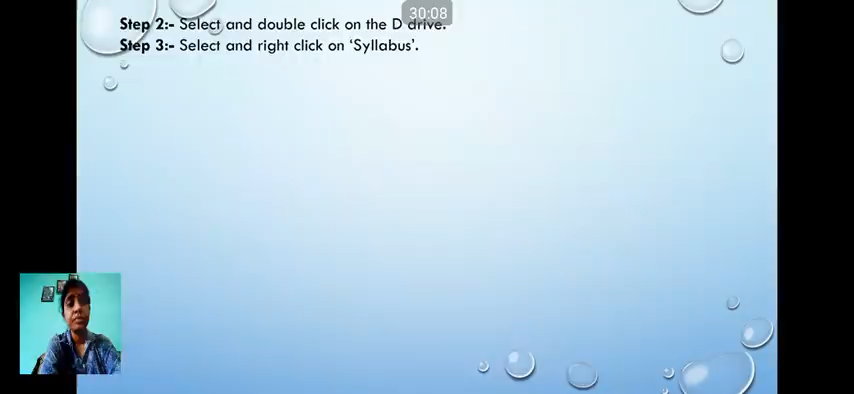 30:08
Step 2:- Select and double click on the D drive.
Step 3:- Select and right click on ‘Syllabus’.